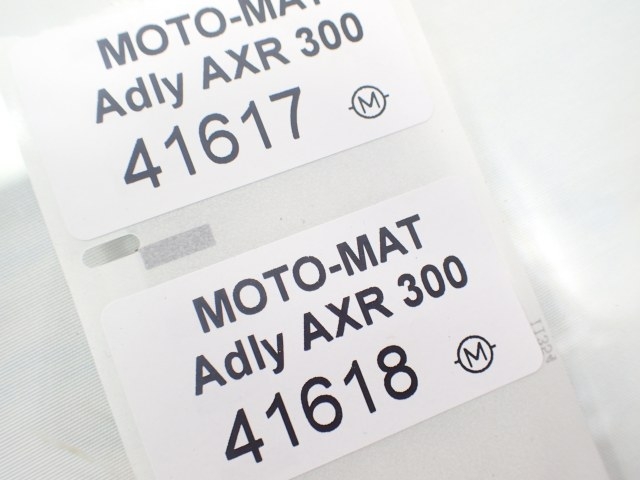 MOTO-MAT
Adly AXR 300
41617
M
MOTO-MAT
Adly AXR 300
41618
M